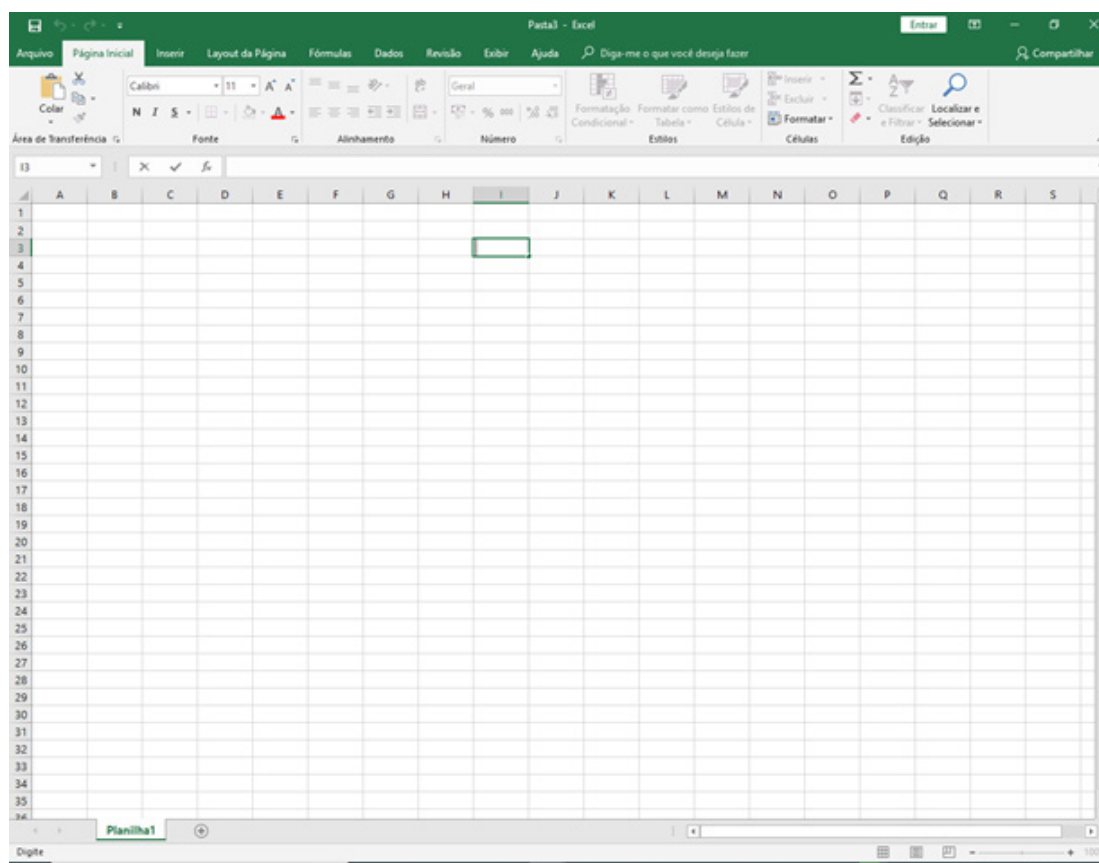 Pasta3 - Excel
Entrar
Arquivo Página Inicial Inserir Layout da Página Fórmulas Dados Revisão Exibir Ajuda Diga-me o que você deseja fazer Compartilhar
Colar
Calibri 11
N I S A
Geral
% 000
Formatação Condicional
Formatar como Tabela
Estilos de Célula
Inserir
Excluir
Formatar
Classificar e Filtrar
Localizar e Selecionar
Área de Transferência Fonte Alinhamento Número Estilos Células Edição
I3 fx
A B C D E F G H I J K L M N O P Q R S
1
2
3
4
5
6
7
8
9
10
11
12
13
14
15
16
17
18
19
20
21
22
23
24
25
26
27
28
29
30
31
32
33
34
35
36
Planilha1
Digite 100